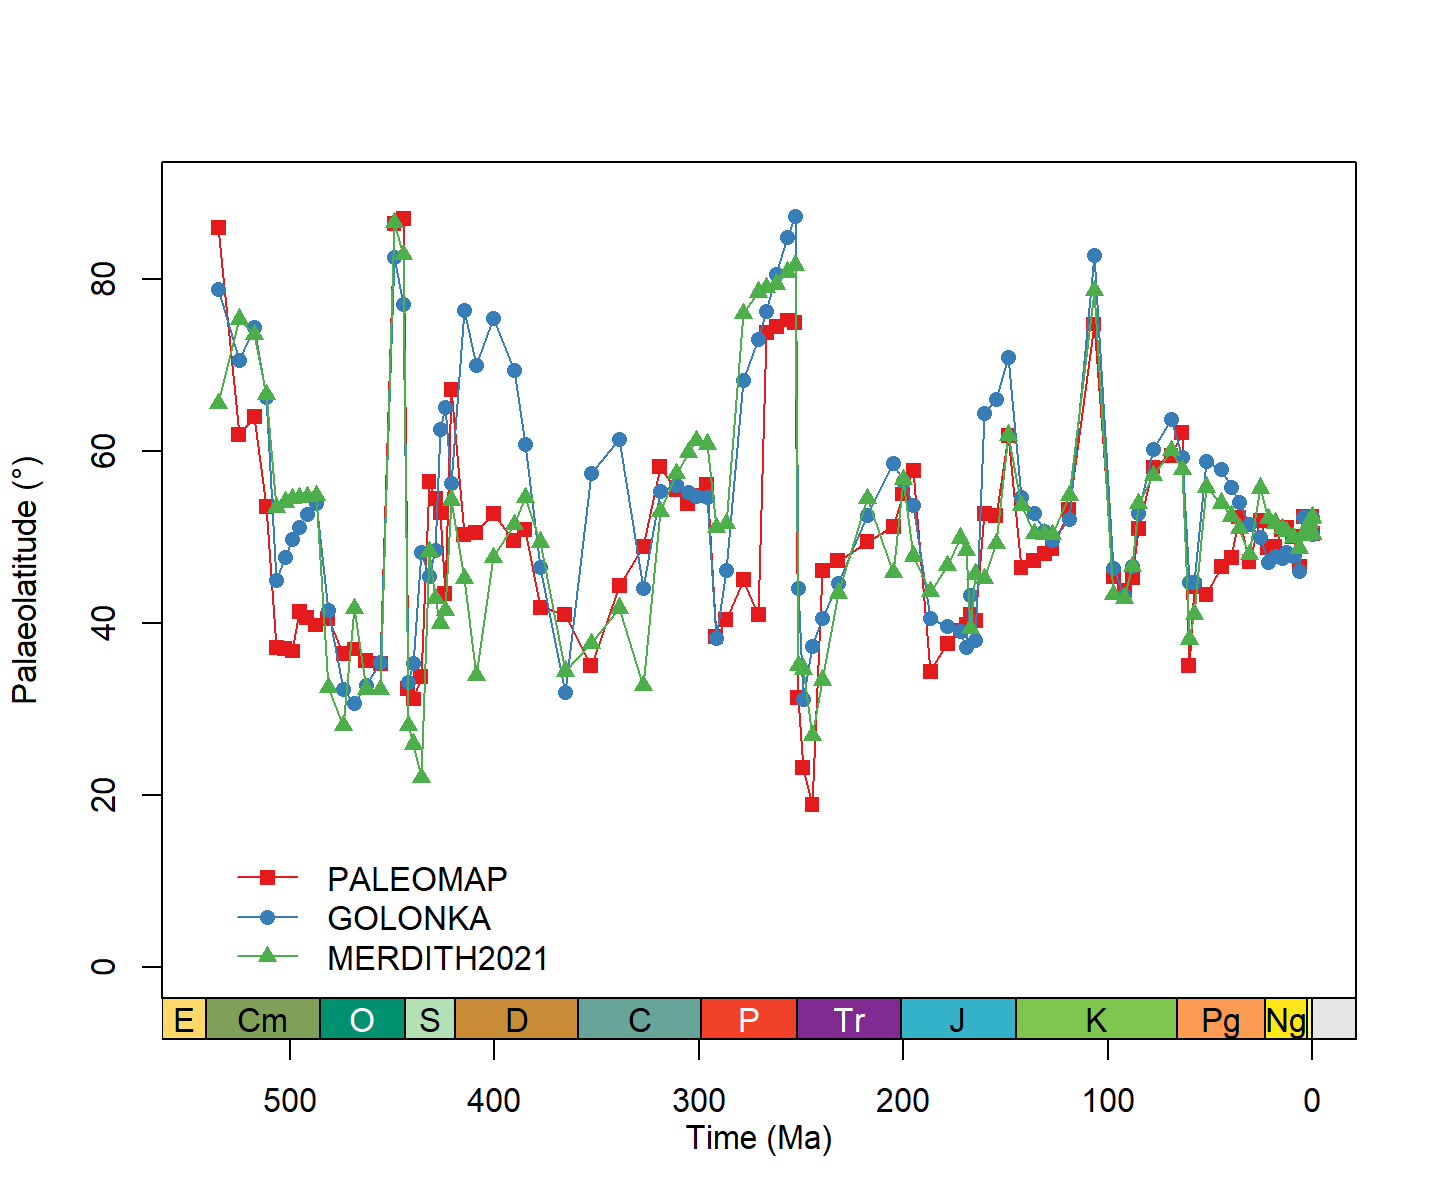 Palaeolatitude (°)
80
60
40
20
0
PALEOMAP
GOLONKA
MERDITH2021
E Cm O S D C P Tr J K Pg Ng
500 400 300 200 100 0
Time (Ma)